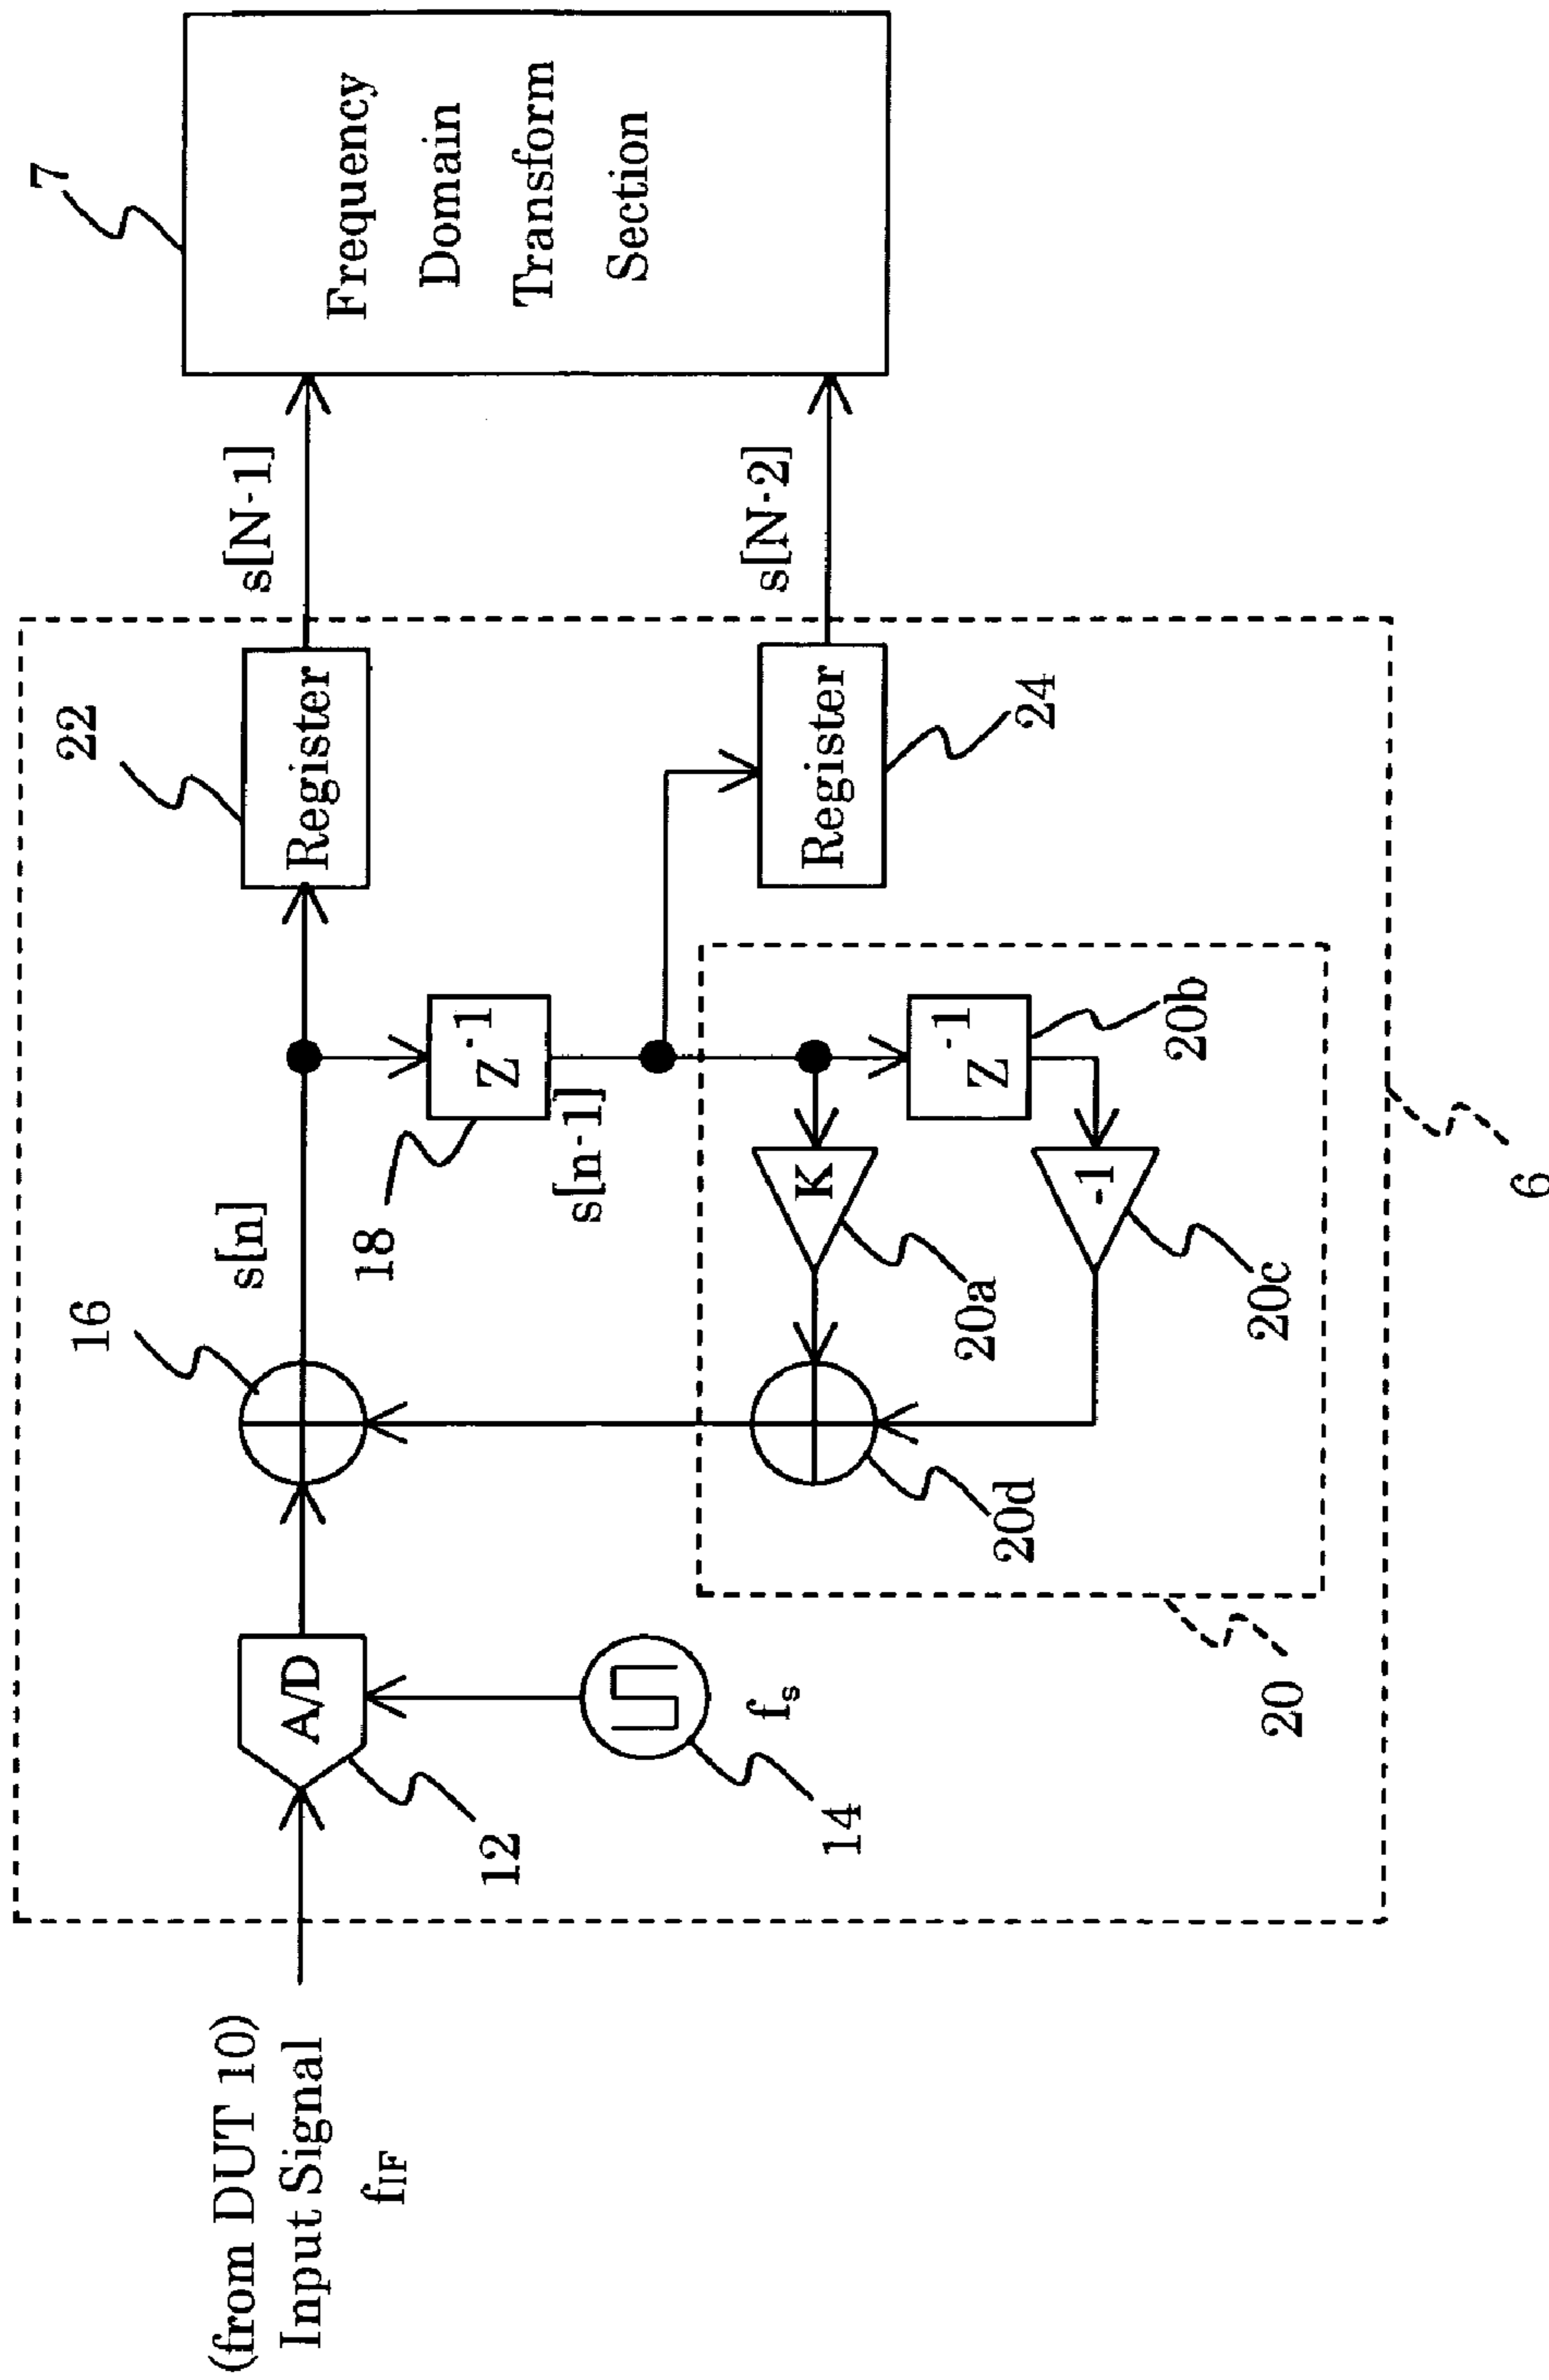 (from DUT 10)
Input Signal
fIF
12
A/D
14
fs
16
s[n]
18
Z-1
s[n-1]
20
20a
K
20b
Z-1
20c
-1
20d
22
Register
24
Register
6
s[N-1]
s[N-2]
7
Frequency
Domain
Transform
Section